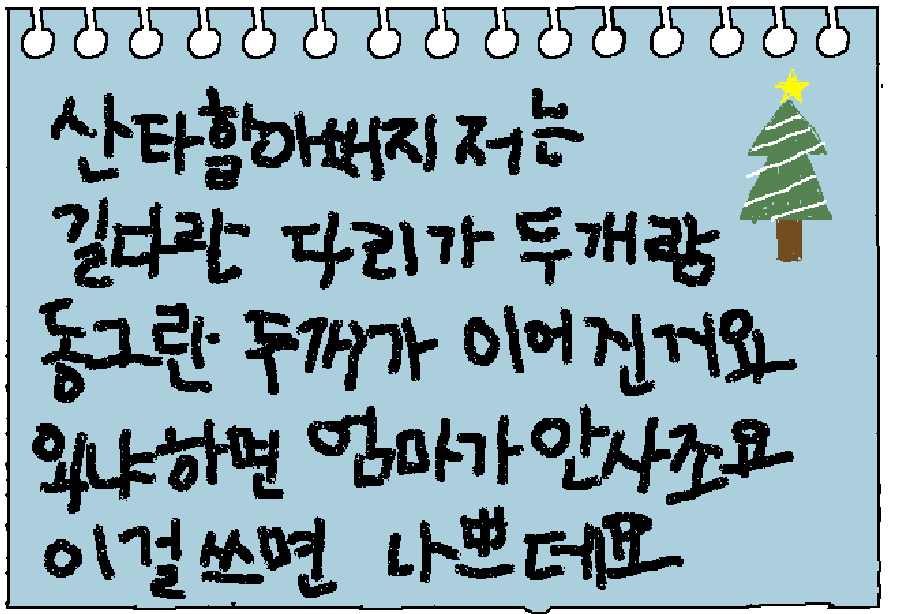 산타할아버지 저는
길다란 다리가 두개랑
동그란 두개가 이어진거요
왜냐하면 엄마가 안사조요
이걸쓰면 나쁘데요